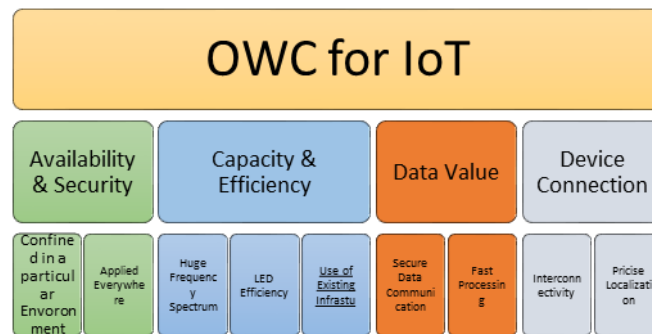 OWC for IoT
Availability
& Security
Capacity &
Efficiency
Data Value
Device
Connection
Confine
d in a
particul
ar
Envoron
ment
Applied
Everywhe
re
Huge
Frequenc
y
Spectrum
LED
Efficiency
Use of
Existing
Infrastu
Secure
Data
Communi
cation
Fast
Processin
g
Interconn
ectivity
Pricise
Localizati
on